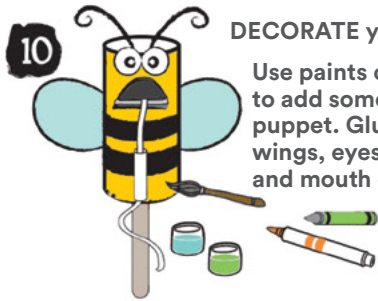 10
DECORATE y
Use paints o
to add some
puppet. Glu
wings, eyes
and mouth